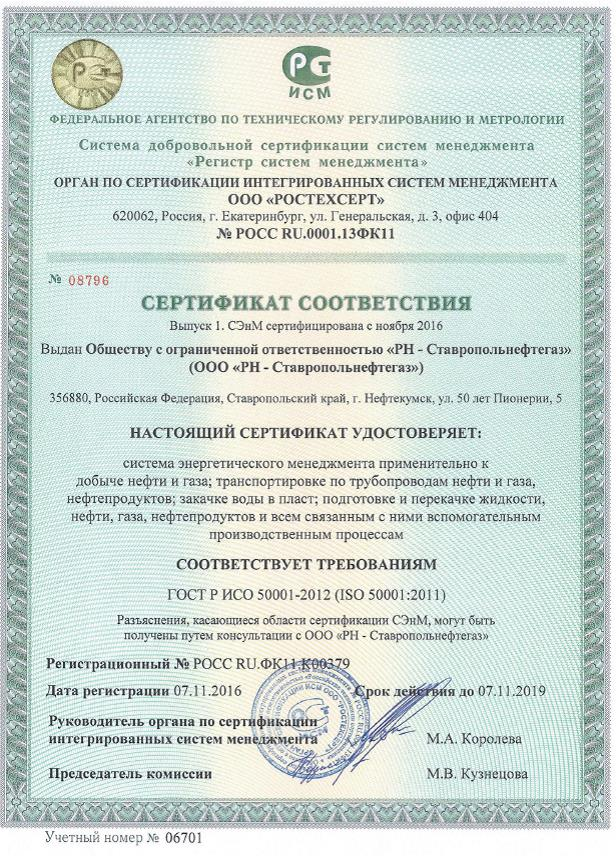 РСТ
РСТ
ИСМ
ФЕДЕРАЛЬНОЕ АГЕНТСТВО ПО ТЕХНИЧЕСКОМУ РЕГУЛИРОВАНИЮ И МЕТРОЛОГИИ
Система добровольной сертификации систем менеджмента
«Регистр систем менеджмента»
ОРГАН ПО СЕРТИФИКАЦИИ ИНТЕГРИРОВАННЫХ СИСТЕМ МЕНЕДЖМЕНТА
ООО «РОСТЕХСЕРТ»
620062, Россия, г. Екатеринбург, ул. Генеральская, д. 3, офис 404
№ РОСС RU.0001.13ФК11
№ 08796
СЕРТИФИКАТ СООТВЕТСТВИЯ
Выпуск 1. СЭнМ сертифицирована с ноября 2016
Выдан Обществу с ограниченной ответственностью «РН - Ставропольнефтегаз»
(ООО «РН - Ставропольнефтегаз»)
356880, Российская Федерация, Ставропольский край, г. Нефтекумск, ул. 50 лет Пионерии, 5
НАСТОЯЩИЙ СЕРТИФИКАТ УДОСТОВЕРЯЕТ:
система энергетического менеджмента применительно к
добыче нефти и газа; транспортировке по трубопроводам нефти и газа,
нефтепродуктов; закачке воды в пласт; подготовке и перекачке жидкости,
нефти, газа, нефтепродуктов и всем связанным с ними вспомогательным
производственным процессам
СООТВЕТСТВУЕТ ТРЕБОВАНИЯМ
ГОСТ Р ИСО 50001-2012 (ISO 50001:2011)
Разъяснения, касающиеся области сертификации СЭнМ, могут быть
получены путем консультации с ООО «РН - Ставропольнефтегаз»
Регистрационный № РОСС RU.ФК11.К00379
Дата регистрации 07.11.2016 Срок действия до 07.11.2019
Руководитель органа по сертификации
интегрированных систем менеджмента М.А. Королева
Председатель комиссии М.В. Кузнецова
Учетный номер № 06701